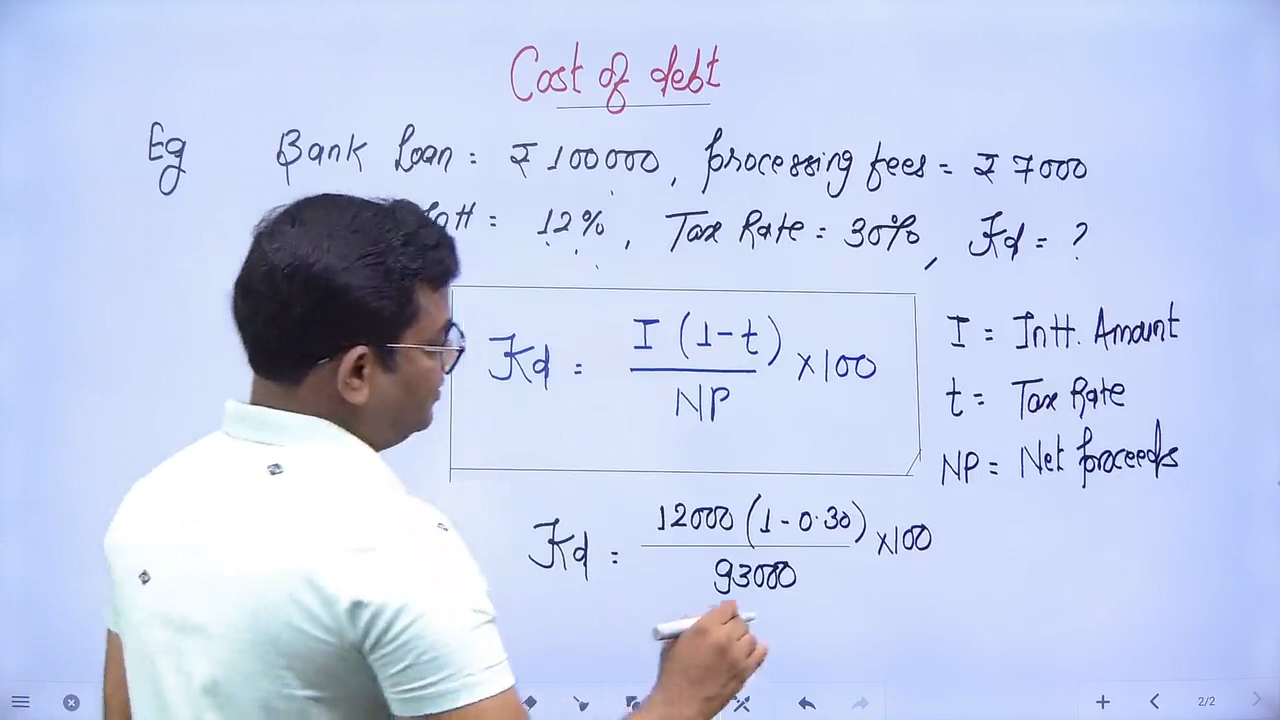 Cost of debt
Eg Bank Loan = ₹ 100000, processing fees = ₹ 7000
12%, Tax Rate = 30%, Kd = ?
Kd = I (1-t) / NP ×100
I = Intt. Amount
t = Tax Rate
NP = Net proceeds
Kd = 12000 (1 - 0.30) / 93000 ×100
2/2